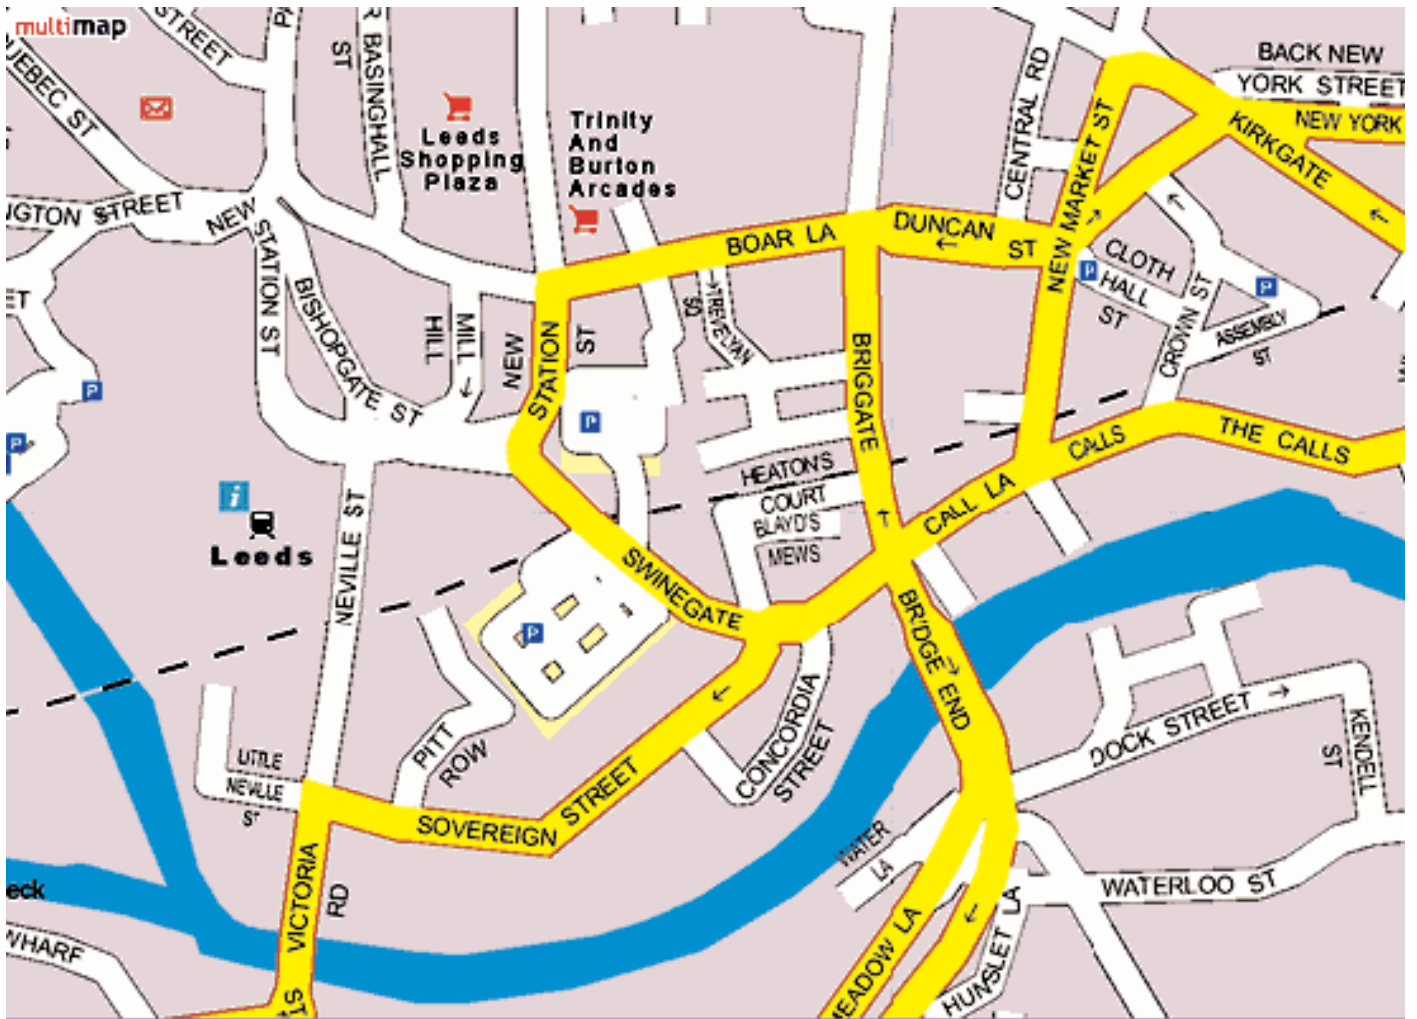 multimap
STREET
UEBEC ST
BASINGHALL
ST
Leeds
Shopping
Plaza
Trinity
And
Burton
Arcades
CENTRAL RD
BACK NEW
YORK STREET
NEW YORK
KIRKGATE
NEW MARKET ST
NGTON STREET
NEW
STATION ST
BISHOPGATE ST
MILL
HILL
NEW
STATION
ST
BOAR LA
DUNCAN
ST
TREVELYAN
SQ
BRIGGATE
CLOTH
HALL
ST
CROWN ST
ASSEMBLY
ST
ET
P
P
P
P
P
P
CALLS
THE CALLS
CALL LA
HEATON'S
COURT
BLAYD'S
MEWS
i
Leeds
NEVILLE ST
SWINEGATE
BRIDGE END
PITT
ROW
CONCORDIA
STREET
DOCK STREET
KENDELL
ST
LITTLE
NEVILLE
ST
SOVEREIGN
STREET
VICTORIA
RD
WATER
LA
WATERLOO ST
MEADOW LA
HUNSLET LA
eck
WHARF
ST